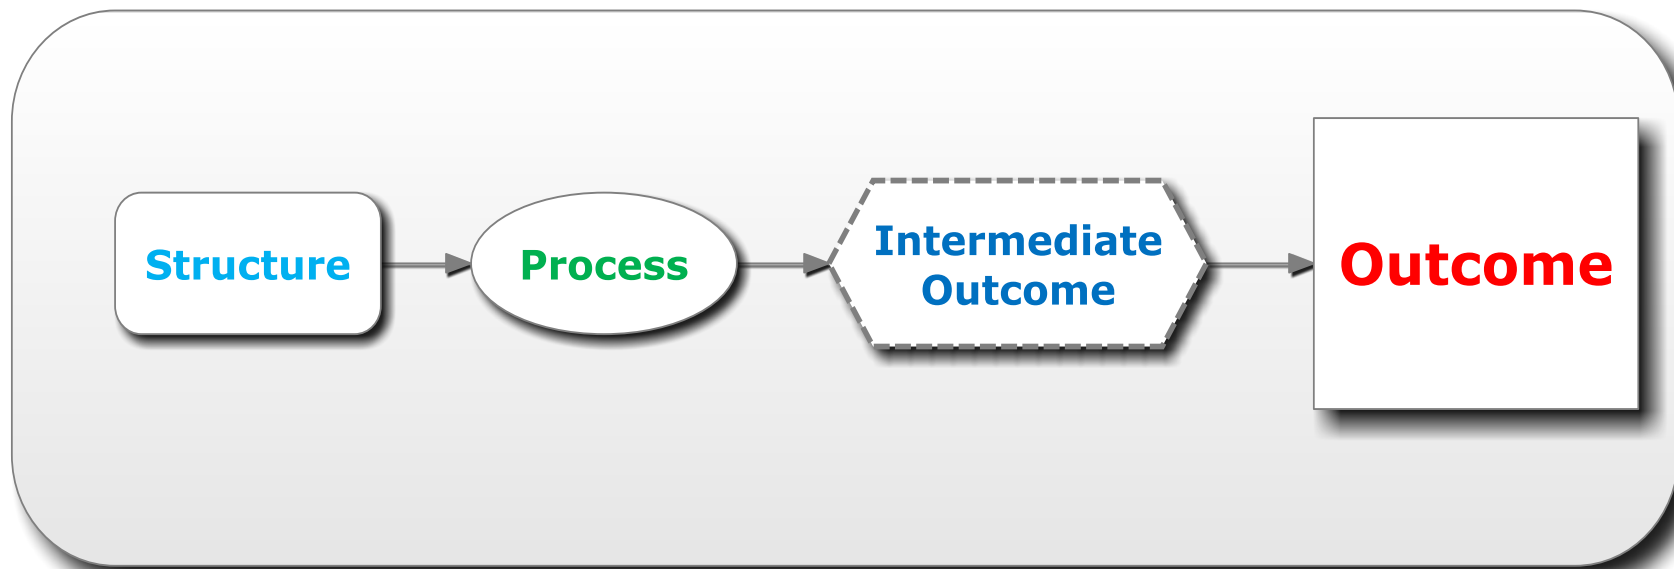 Structure
Process
Intermediate
Outcome
Outcome